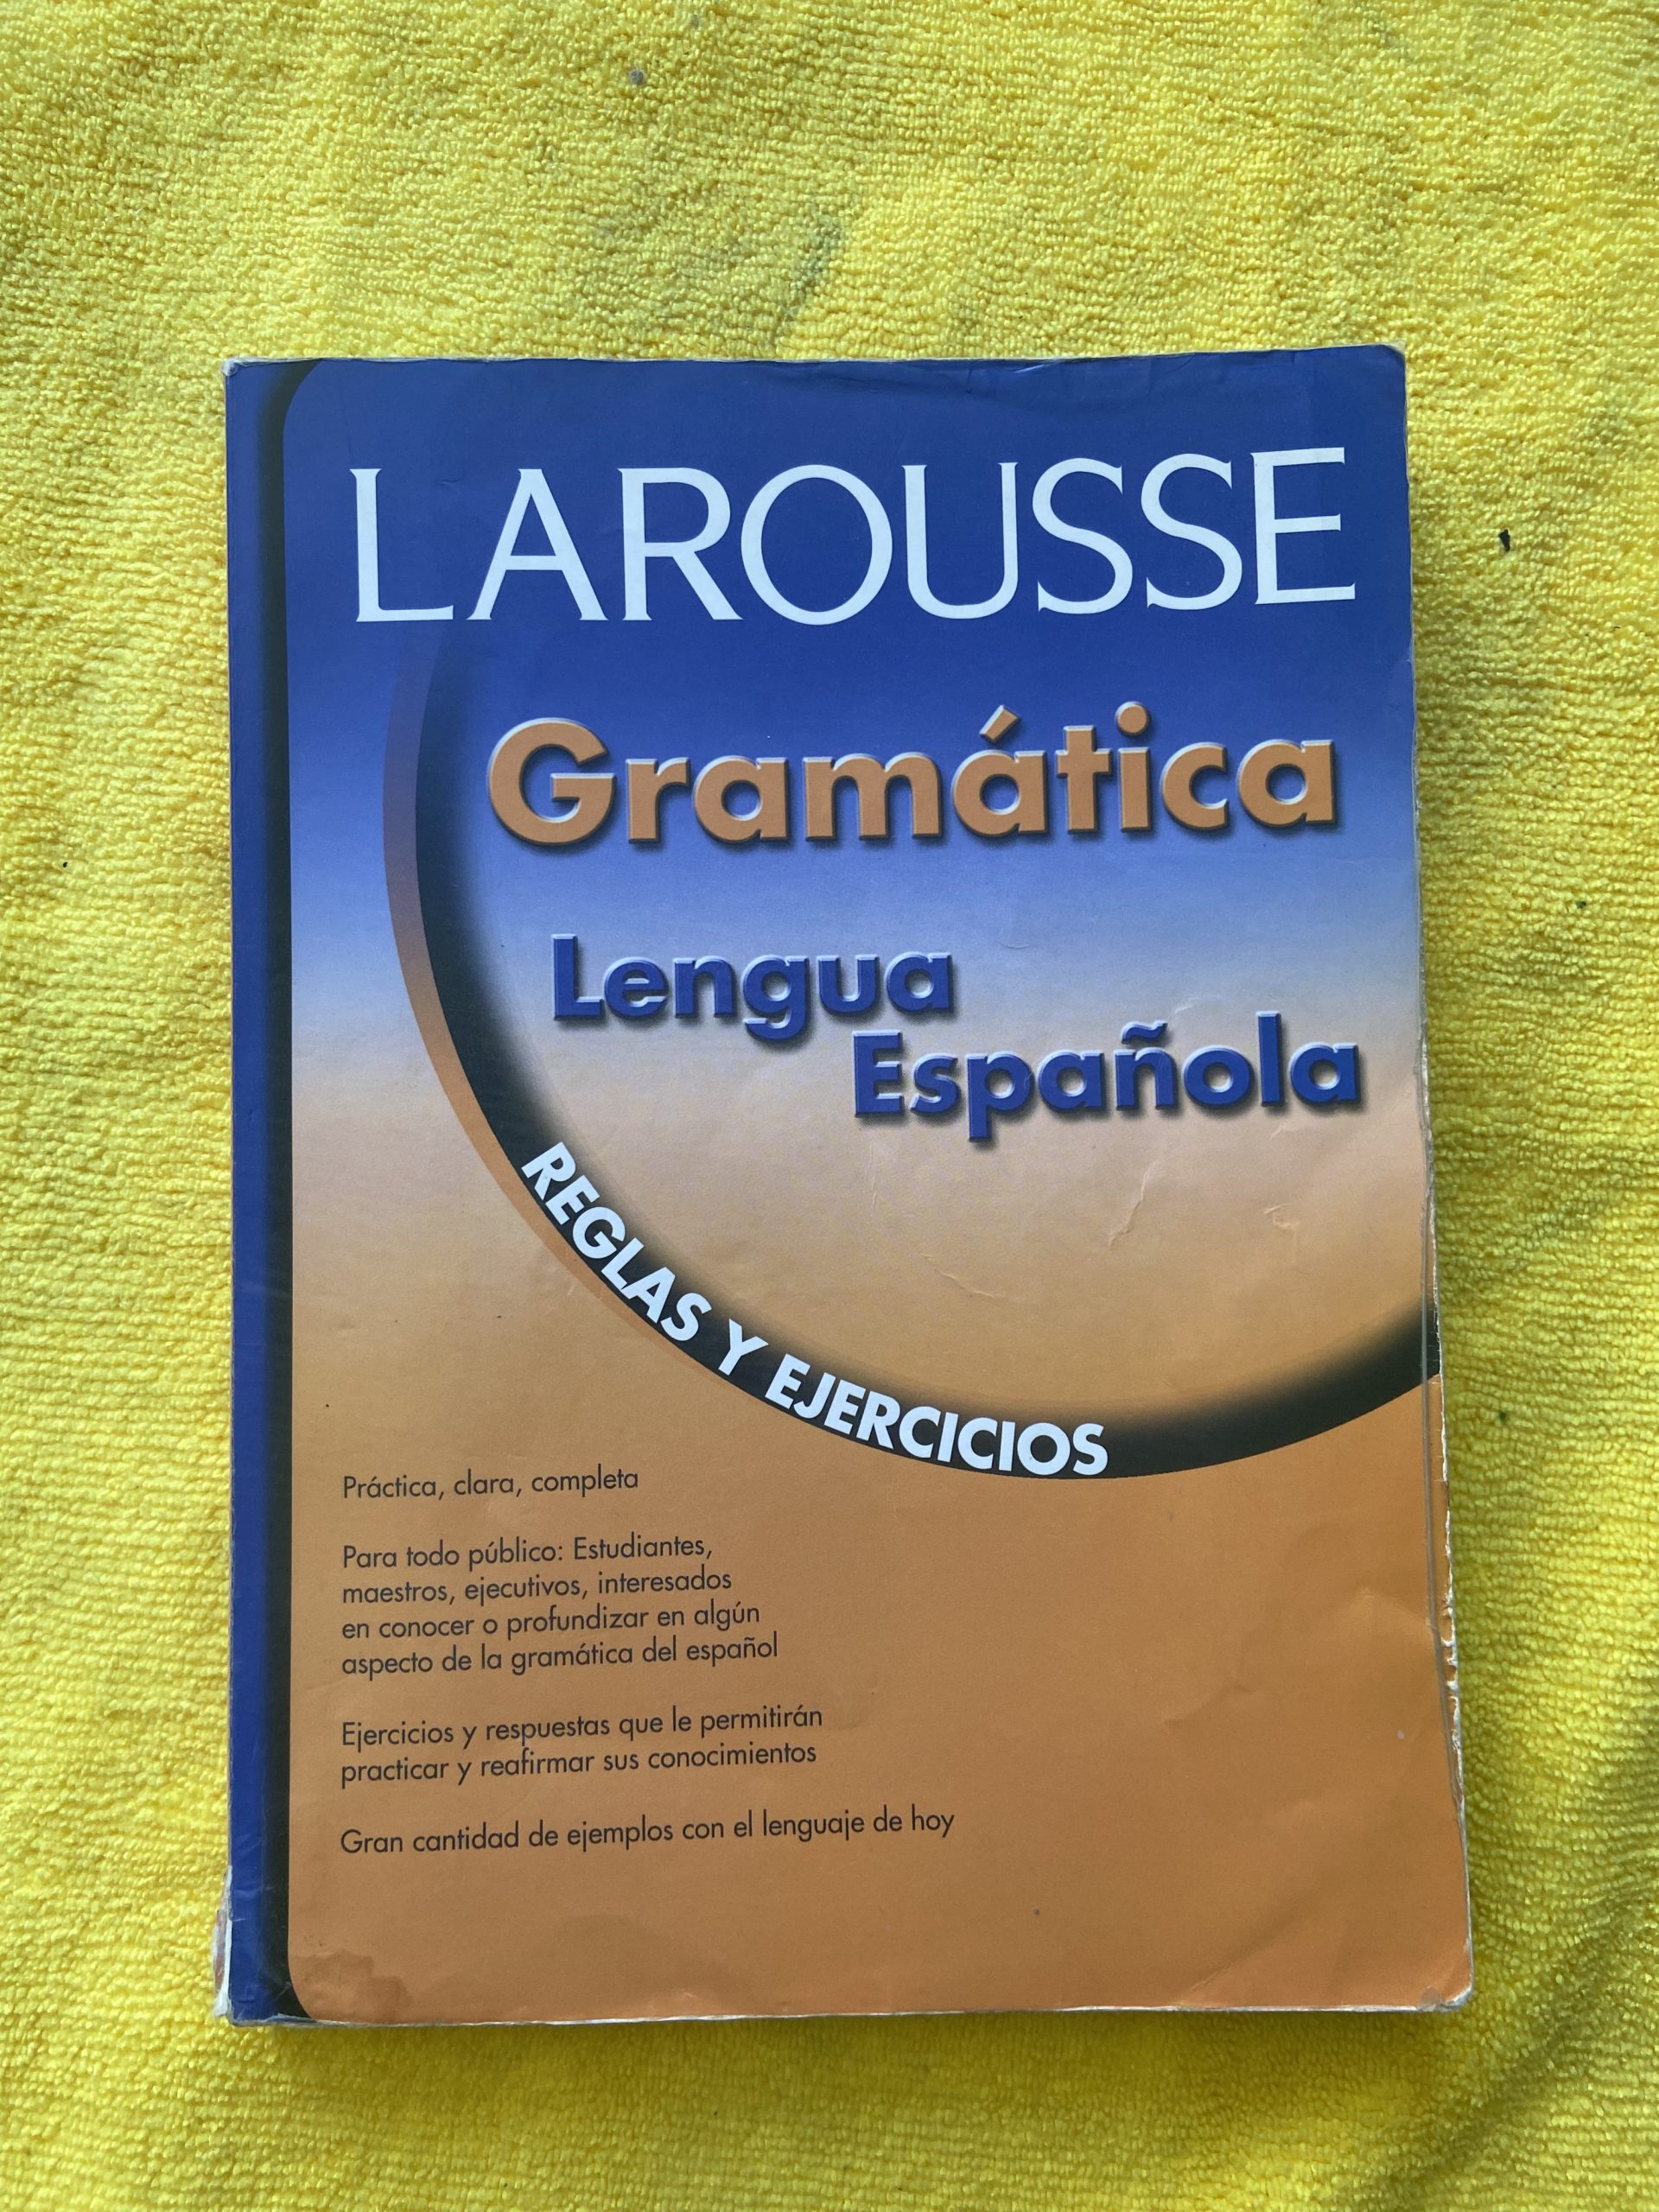 LAROUSSE
Gramática
Lengua
Española
REGLAS Y EJERCICIOS
Práctica, clara, completa
Para todo público: Estudiantes,
maestros, ejecutivos, interesados
en conocer o profundizar en algún
aspecto de la gramática del español
Ejercicios y respuestas que le permitirán
practicar y reafirmar sus conocimientos
Gran cantidad de ejemplos con el lenguaje de hoy